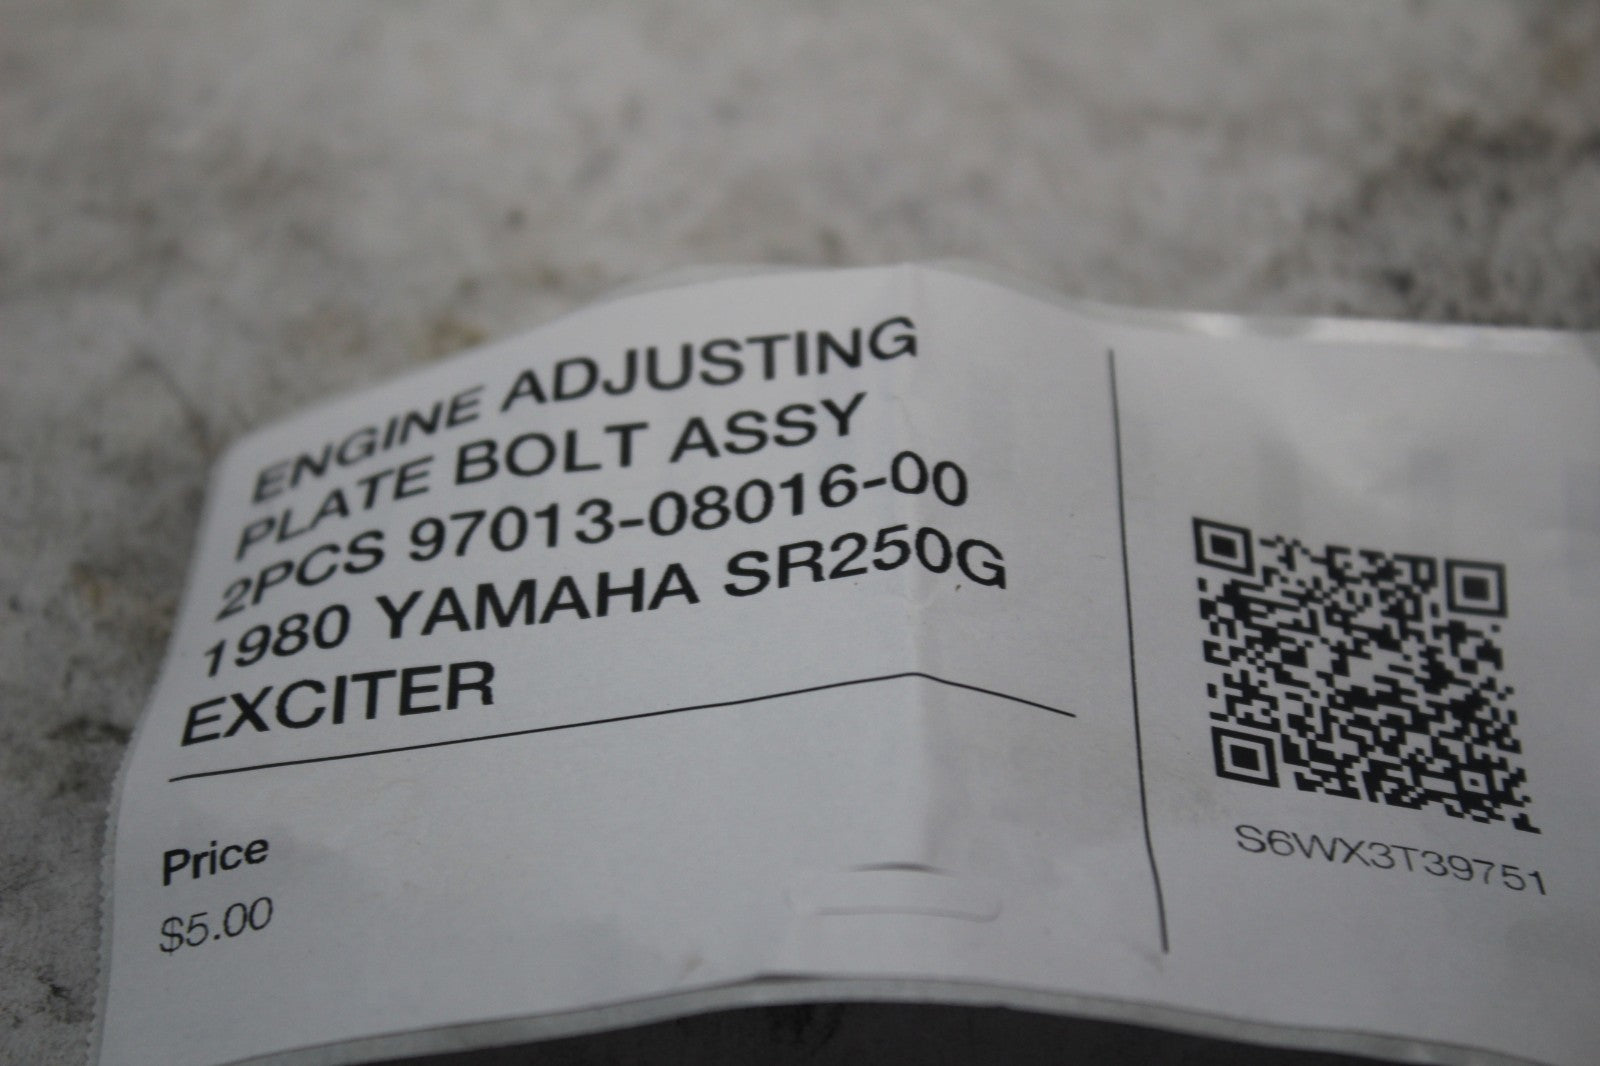 ENGINE ADJUSTING
PLATE BOLT ASSY
2PCS 97013-08016-00
1980 YAMAHA SR250G
EXCITER
Price
$5.00
S6WX3T39751